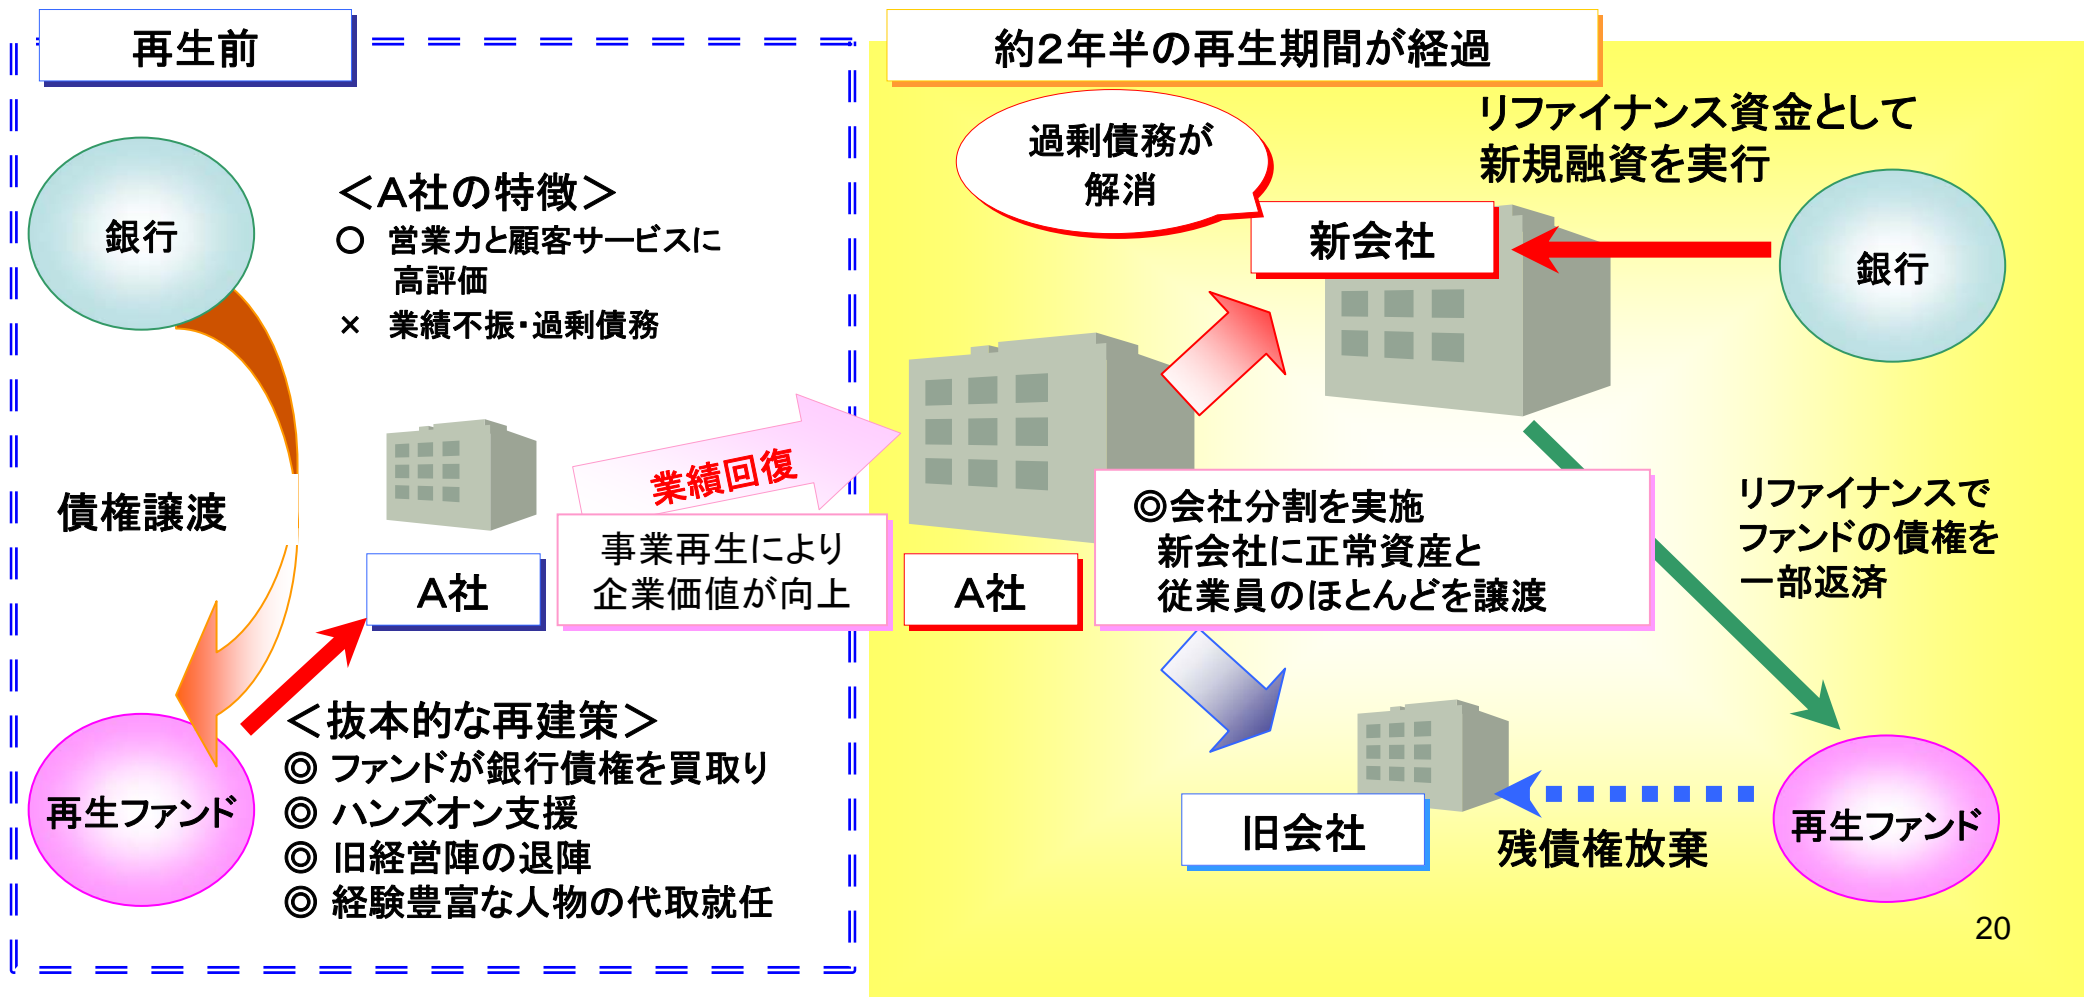 再生前
銀行
＜A社の特徴＞
○ 営業力と顧客サービスに
高評価
× 業績不振・過剰債務
債権譲渡
A社
業績回復
事業再生により
企業価値が向上
再生ファンド
＜抜本的な再建策＞
◎ ファンドが銀行債権を買取り
◎ ハンズオン支援
◎ 旧経営陣の退陣
◎ 経験豊富な人物の代取就任
約2年半の再生期間が経過
過剰債務が
解消
リファイナンス資金として
新規融資を実行
新会社
銀行
A社
◎会社分割を実施
新会社に正常資産と
従業員のほとんどを譲渡
リファイナンスで
ファンドの債権を
一部返済
旧会社
残債権放棄
再生ファンド
20